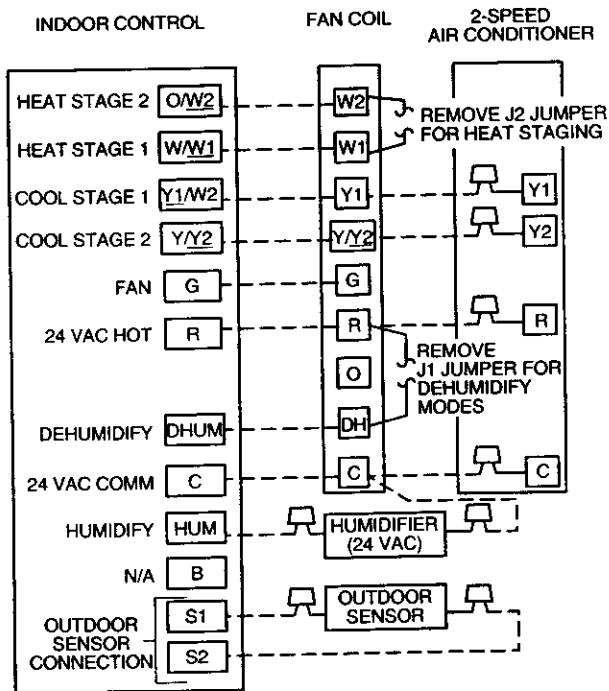 INDOOR CONTROL
FAN COIL
2-SPEED
AIR CONDITIONER
HEAT STAGE 2 O/W2 W2
REMOVE J2 JUMPER
FOR HEAT STAGING
HEAT STAGE 1 W/W1 W1
COOL STAGE 1 Y1/W2 Y1 Y1
COOL STAGE 2 Y/Y2 Y/Y2 Y2
FAN G G
24 VAC HOT R R R
REMOVE
J1 JUMPER FOR
DEHUMIDIFY
MODES
O
DEHUMIDIFY DHUM DH
24 VAC COMM C C C
HUMIDIFY HUM
HUMIDIFIER
(24 VAC)
N/A B
OUTDOOR
SENSOR
CONNECTION
S1
S2
OUTDOOR
SENSOR